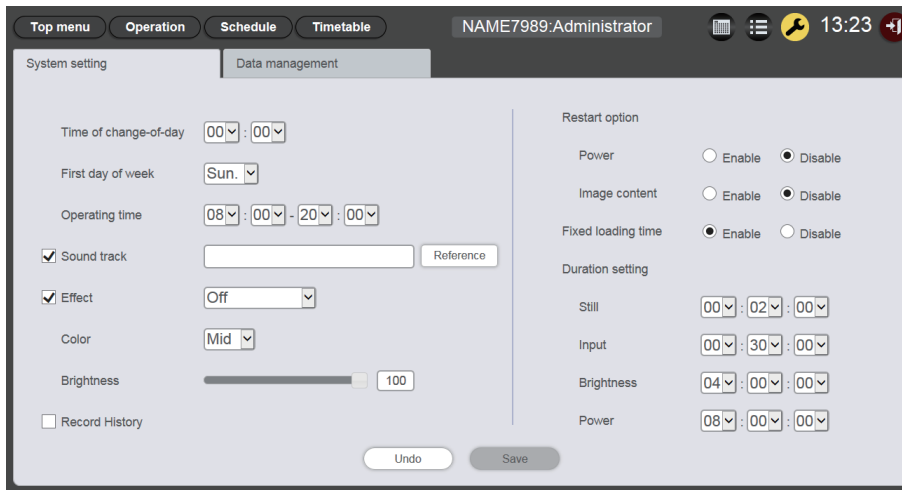 Top menu Operation Schedule Timetable NAME7989:Administrator 13:23
System setting Data management
Time of change-of-day 00 : 00
First day of week Sun.
Operating time 08 : 00 - 20 : 00
Sound track Reference
Effect Off
Color Mid
Brightness 100
Record History
Restart option
Power Enable Disable
Image content Enable Disable
Fixed loading time Enable Disable
Duration setting
Still 00 : 02 : 00
Input 00 : 30 : 00
Brightness 04 : 00 : 00
Power 08 : 00 : 00
Undo Save